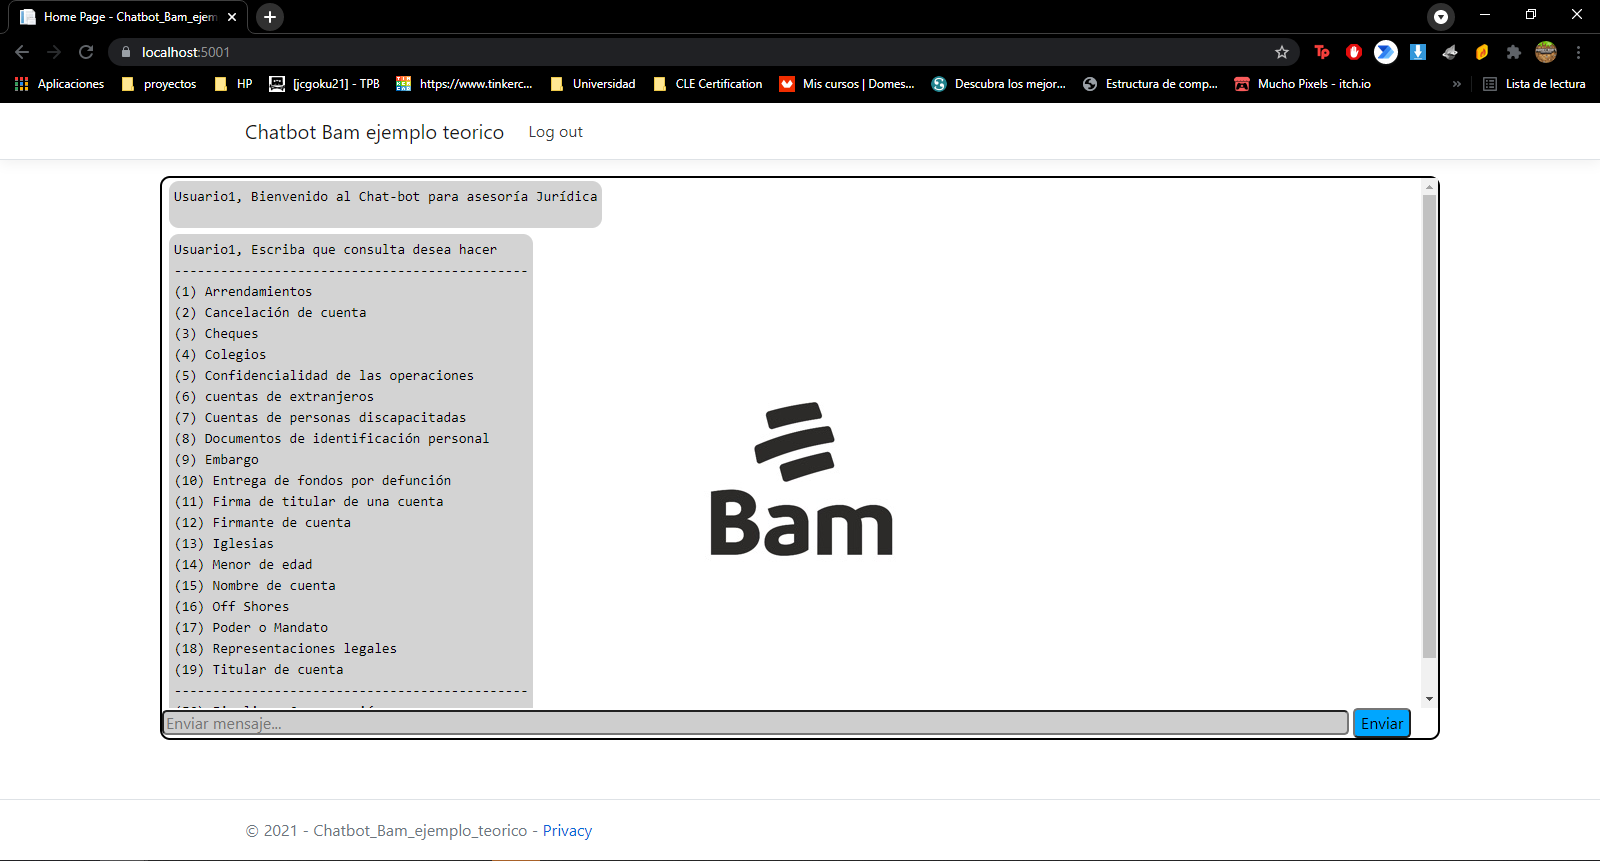 Home Page - Chatbot_Bam_ejem
localhost:5001
Aplicaciones proyectos HP [jcgoku21] - TPB https://www.tinkerc... Universidad CLE Certification Mis cursos | Domes... Descubra los mejor... Estructura de comp... Mucho Pixels - itch.io » Lista de lectura
Chatbot Bam ejemplo teorico Log out
Usuario1, Bienvenido al Chat-bot para asesoría Jurídica
Usuario1, Escriba que consulta desea hacer
----------------------------------------------
(1) Arrendamientos
(2) Cancelación de cuenta
(3) Cheques
(4) Colegios
(5) Confidencialidad de las operaciones
(6) cuentas de extranjeros
(7) Cuentas de personas discapacitadas
(8) Documentos de identificación personal
(9) Embargo
(10) Entrega de fondos por defunción
(11) Firma de titular de una cuenta
(12) Firmante de cuenta
(13) Iglesias
(14) Menor de edad
(15) Nombre de cuenta
(16) Off Shores
(17) Poder o Mandato
(18) Representaciones legales
(19) Titular de cuenta
----------------------------------------------
Bam
Enviar mensaje... Enviar
© 2021 - Chatbot_Bam_ejemplo_teorico - Privacy